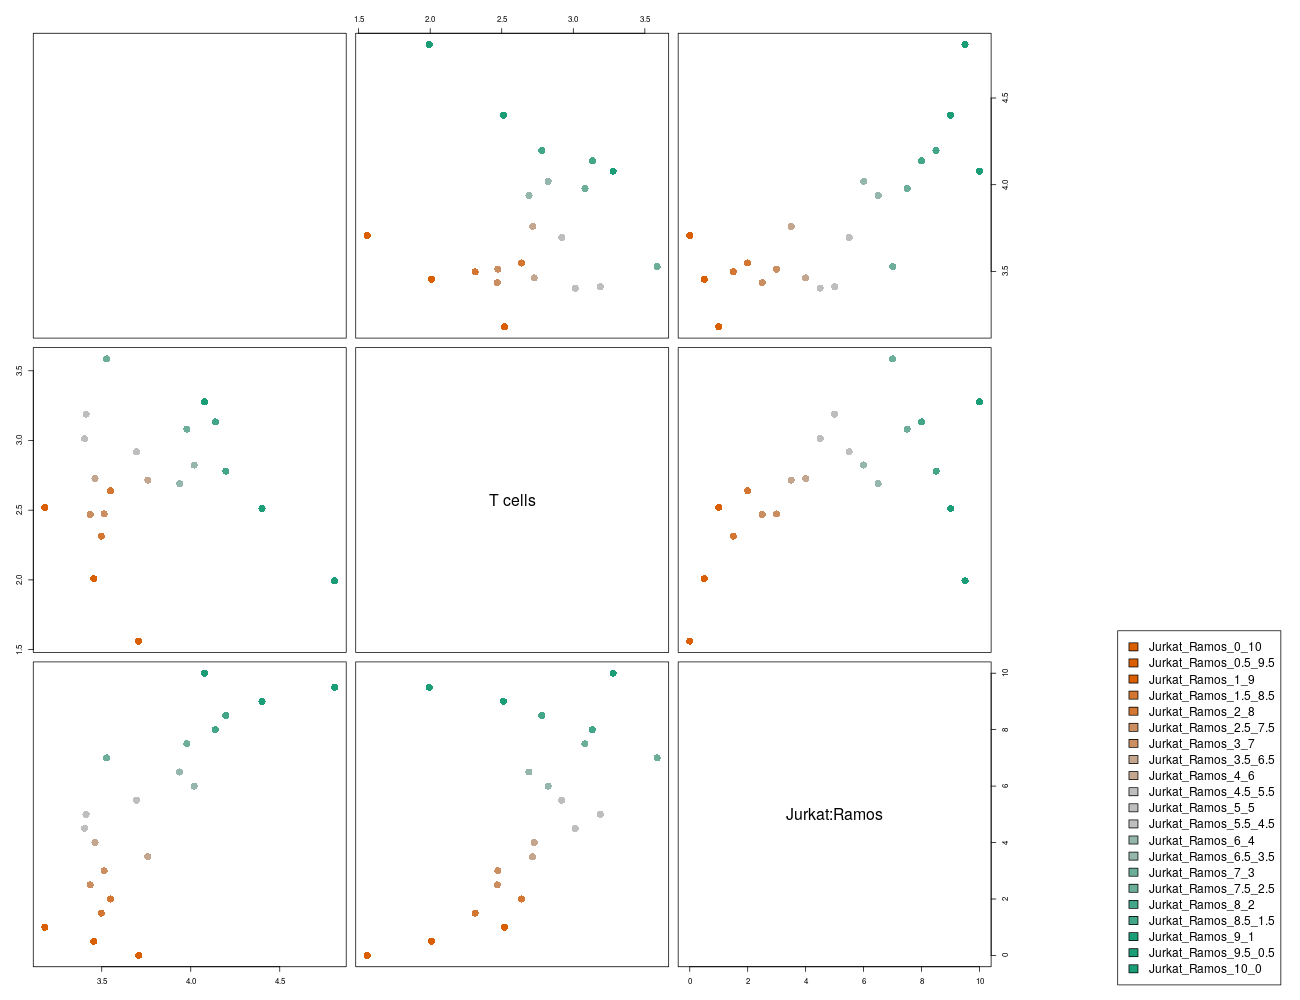 1.5 2.0 2.5 3.0 3.5
4.5
4.0
3.5
3.5
3.0
2.5
2.0
1.5
T cells
Jurkat:Ramos
10
8
6
4
2
0
3.5 4.0 4.5
0 2 4 6 8 10
Jurkat_Ramos_0_10
Jurkat_Ramos_0.5_9.5
Jurkat_Ramos_1_9
Jurkat_Ramos_1.5_8.5
Jurkat_Ramos_2_8
Jurkat_Ramos_2.5_7.5
Jurkat_Ramos_3_7
Jurkat_Ramos_3.5_6.5
Jurkat_Ramos_4_6
Jurkat_Ramos_4.5_5.5
Jurkat_Ramos_5_5
Jurkat_Ramos_5.5_4.5
Jurkat_Ramos_6_4
Jurkat_Ramos_6.5_3.5
Jurkat_Ramos_7_3
Jurkat_Ramos_7.5_2.5
Jurkat_Ramos_8_2
Jurkat_Ramos_8.5_1.5
Jurkat_Ramos_9_1
Jurkat_Ramos_9.5_0.5
Jurkat_Ramos_10_0